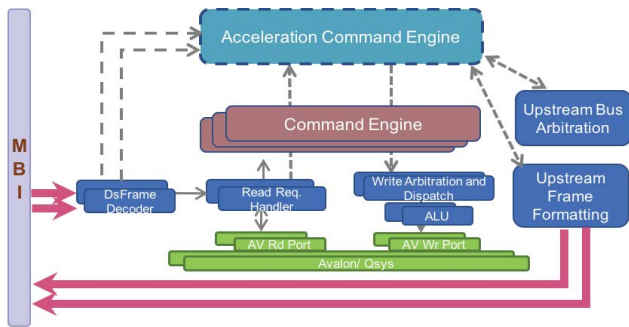 Acceleration Command Engine
Command Engine
Upstream Bus
Arbitration
M
B
I
DsFrame
Decoder
Read Req.
Handler
Write Arbitration and
Dispatch
ALU
Upstream
Frame
Formatting
AV Rd Port
AV Wr Port
Avalon/ Qsys